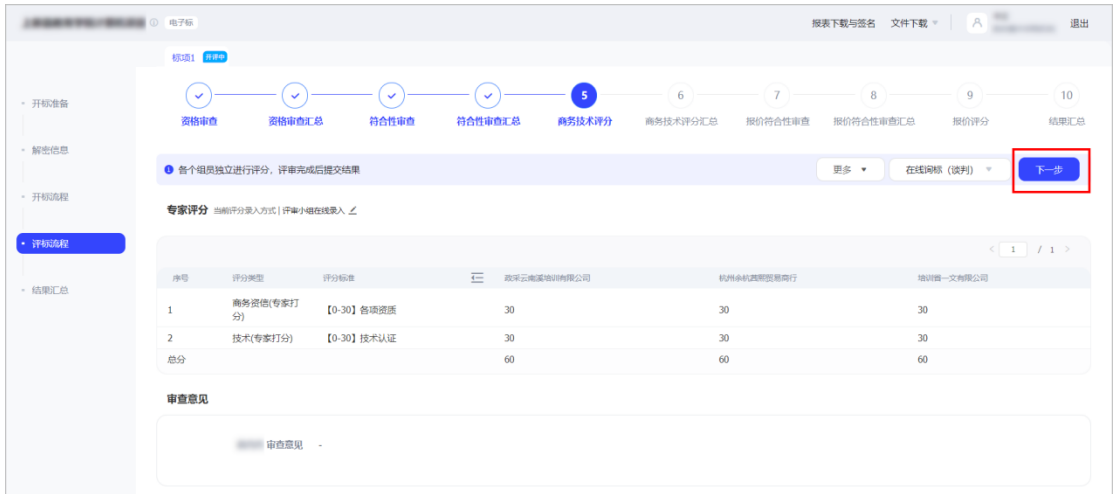 电子标 报表下载与签名 文件下载 退出
标项1 开评中
开标准备
解密信息
开标流程
评标流程
结果汇总
5 6 7 8 9 10
资格审查 资格审查汇总 符合性审查 符合性审查汇总 商务技术评分 商务技术评分汇总 报价符合性审查 报价符合性审查汇总 报价评分 结果汇总
各个组员独立进行评分，评审完成后提交结果 更多 在线询标（谈判） 下一步
专家评分 当前评分录入方式 | 评审小组在线录入
< 1 / 1 >
序号 评分类型 评分标准 政采云南溪培训有限公司 杭州余杭茜熙贸易商行 培训省一文有限公司
1 商务资信(专家打分) 【0-30】各项资质 30 30 30
2 技术(专家打分) 【0-30】技术认证 30 30 30
总分 60 60 60
审查意见
审查意见 -